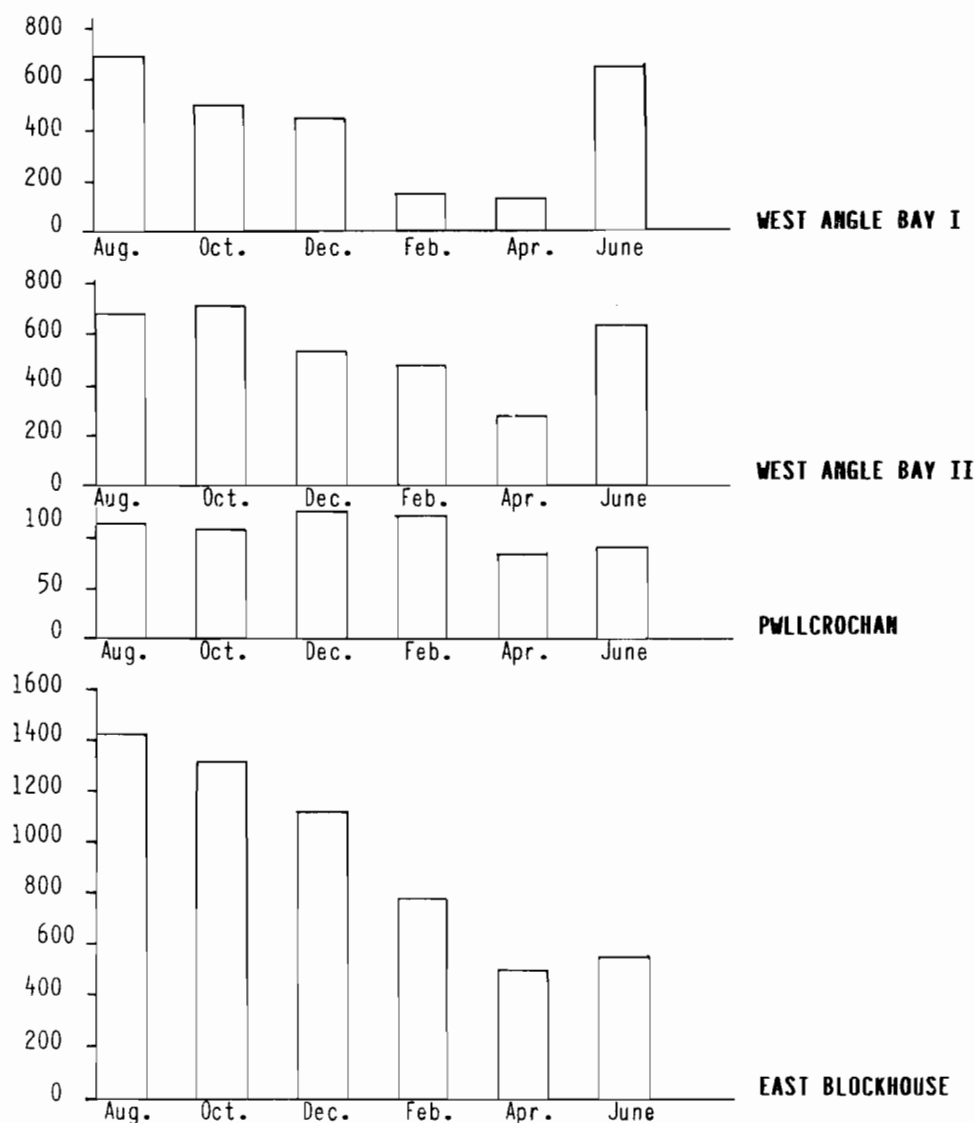 800
600
400
200
0
Aug. Oct. Dec. Feb. Apr. June
WEST ANGLE BAY I
800
600
400
200
0
Aug. Oct. Dec. Feb. Apr. June
WEST ANGLE BAY II
100
50
0
Aug. Oct. Dec. Feb. Apr. June
PWLLCROCHAN
1600
1400
1200
1000
800
600
400
200
0
Aug. Oct. Dec. Feb. Apr. June
EAST BLOCKHOUSE